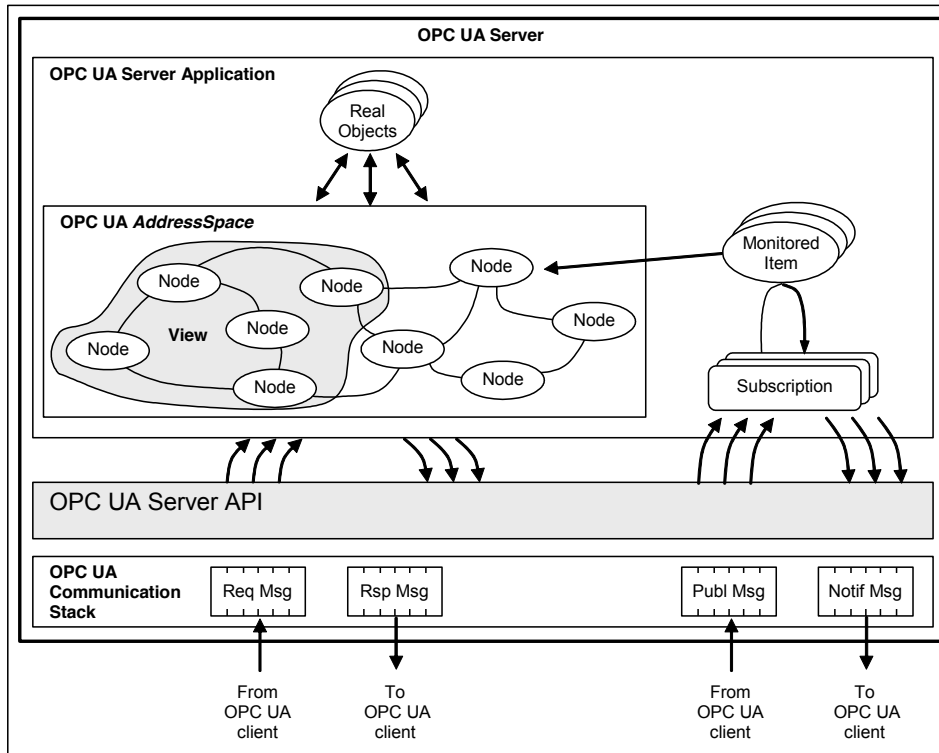 OPC UA Server
OPC UA Server Application
Real
Objects
OPC UA AddressSpace
Monitored
Item
Node
Node
Node
Node
Node
View
Node
Node
Node
Node
Subscription
OPC UA Server API
OPC UA
Communication
Stack
Req Msg
Rsp Msg
Publ Msg
Notif Msg
From
OPC UA
client
To
OPC UA
client
From
OPC UA
client
To
OPC UA
client